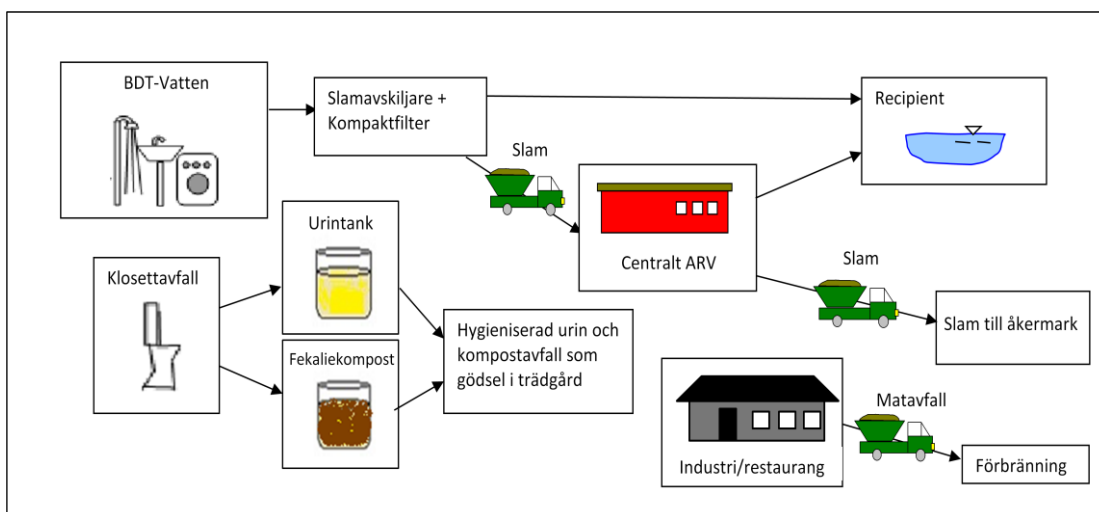 BDT-Vatten
Slamavskiljare +
Kompaktfilter
Recipient
Slam
Centralt ARV
Urintank
Klosettavfall
Fekaliekompost
Hygieniserad urin och
kompostavfall som
gödsel i trädgård
Slam
Slam till åkermark
Industri/restaurang
Matavfall
Förbränning